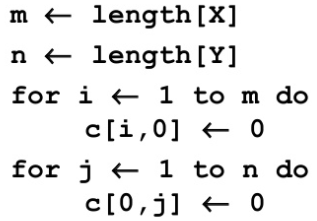 m ← length[X]
n ← length[Y]
for i ← 1 to m do
c[i,0] ← 0
for j ← 1 to n do
c[0,j] ← 0